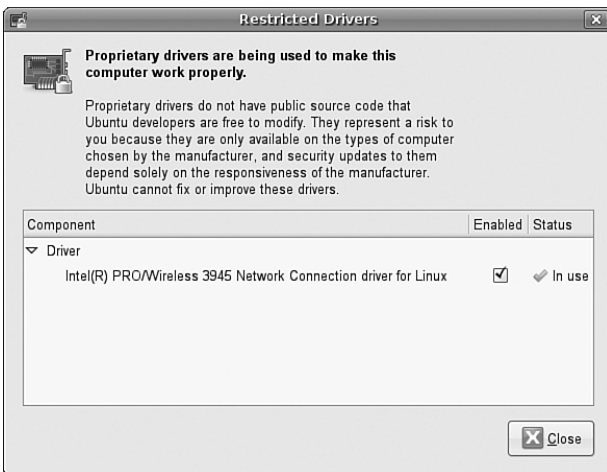 Restricted Drivers
Proprietary drivers are being used to make this
computer work properly.
Proprietary drivers do not have public source code that
Ubuntu developers are free to modify. They represent a risk to
you because they are only available on the types of computer
chosen by the manufacturer, and security updates to them
depend solely on the responsiveness of the manufacturer.
Ubuntu cannot fix or improve these drivers.
Component Enabled Status
Driver
Intel(R) PRO/Wireless 3945 Network Connection driver for Linux In use
Close